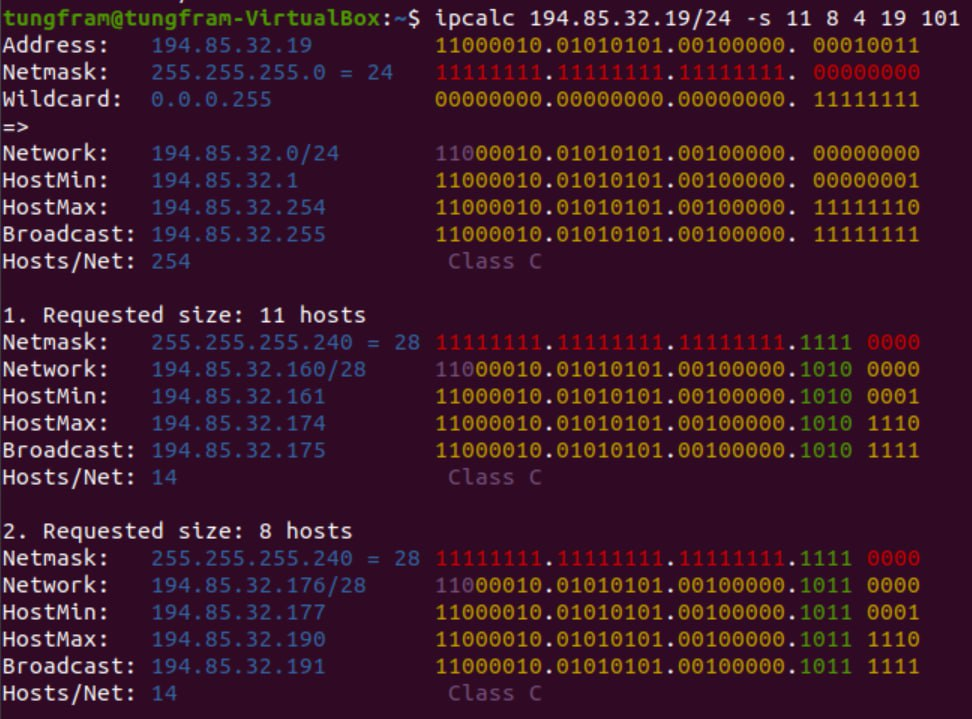 tungfram@tungfram-VirtualBox:~$ ipcalc 194.85.32.19/24 -s 11 8 4 19 101
Address:   194.85.32.19         11000010.01010101.00100000. 00010011
Netmask:   255.255.255.0 = 24   11111111.11111111.11111111. 00000000
Wildcard:  0.0.0.255            00000000.00000000.00000000. 11111111
=>
Network:   194.85.32.0/24       11000010.01010101.00100000. 00000000
HostMin:   194.85.32.1          11000010.01010101.00100000. 00000001
HostMax:   194.85.32.254        11000010.01010101.00100000. 11111110
Broadcast: 194.85.32.255        11000010.01010101.00100000. 11111111
Hosts/Net: 254                   Class C

1. Requested size: 11 hosts
Netmask:   255.255.255.240 = 28 11111111.11111111.11111111.1111 0000
Network:   194.85.32.160/28     11000010.01010101.00100000.1010 0000
HostMin:   194.85.32.161        11000010.01010101.00100000.1010 0001
HostMax:   194.85.32.174        11000010.01010101.00100000.1010 1110
Broadcast: 194.85.32.175        11000010.01010101.00100000.1010 1111
Hosts/Net: 14                    Class C

2. Requested size: 8 hosts
Netmask:   255.255.255.240 = 28 11111111.11111111.11111111.1111 0000
Network:   194.85.32.176/28     11000010.01010101.00100000.1011 0000
HostMin:   194.85.32.177        11000010.01010101.00100000.1011 0001
HostMax:   194.85.32.190        11000010.01010101.00100000.1011 1110
Broadcast: 194.85.32.191        11000010.01010101.00100000.1011 1111
Hosts/Net: 14                    Class C